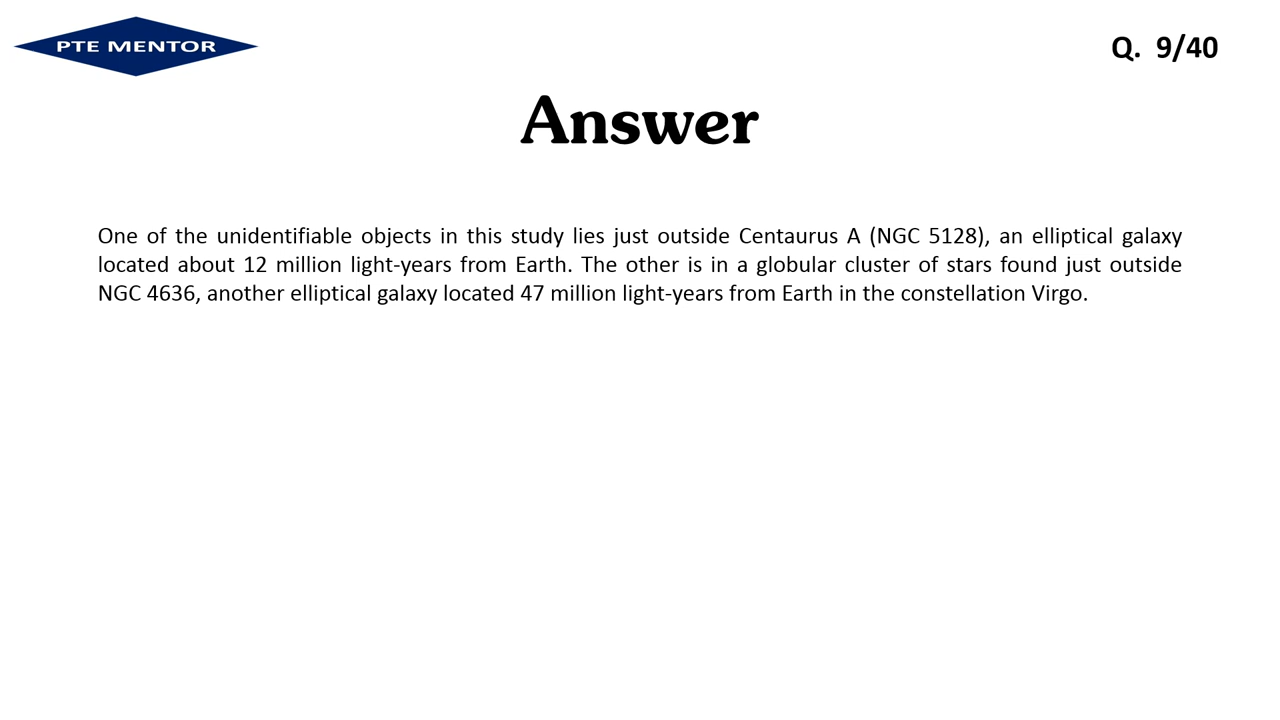 PTE MENTOR
Q. 9/40
Answer
One of the unidentifiable objects in this study lies just outside Centaurus A (NGC 5128), an elliptical galaxy
located about 12 million light-years from Earth. The other is in a globular cluster of stars found just outside
NGC 4636, another elliptical galaxy located 47 million light-years from Earth in the constellation Virgo.